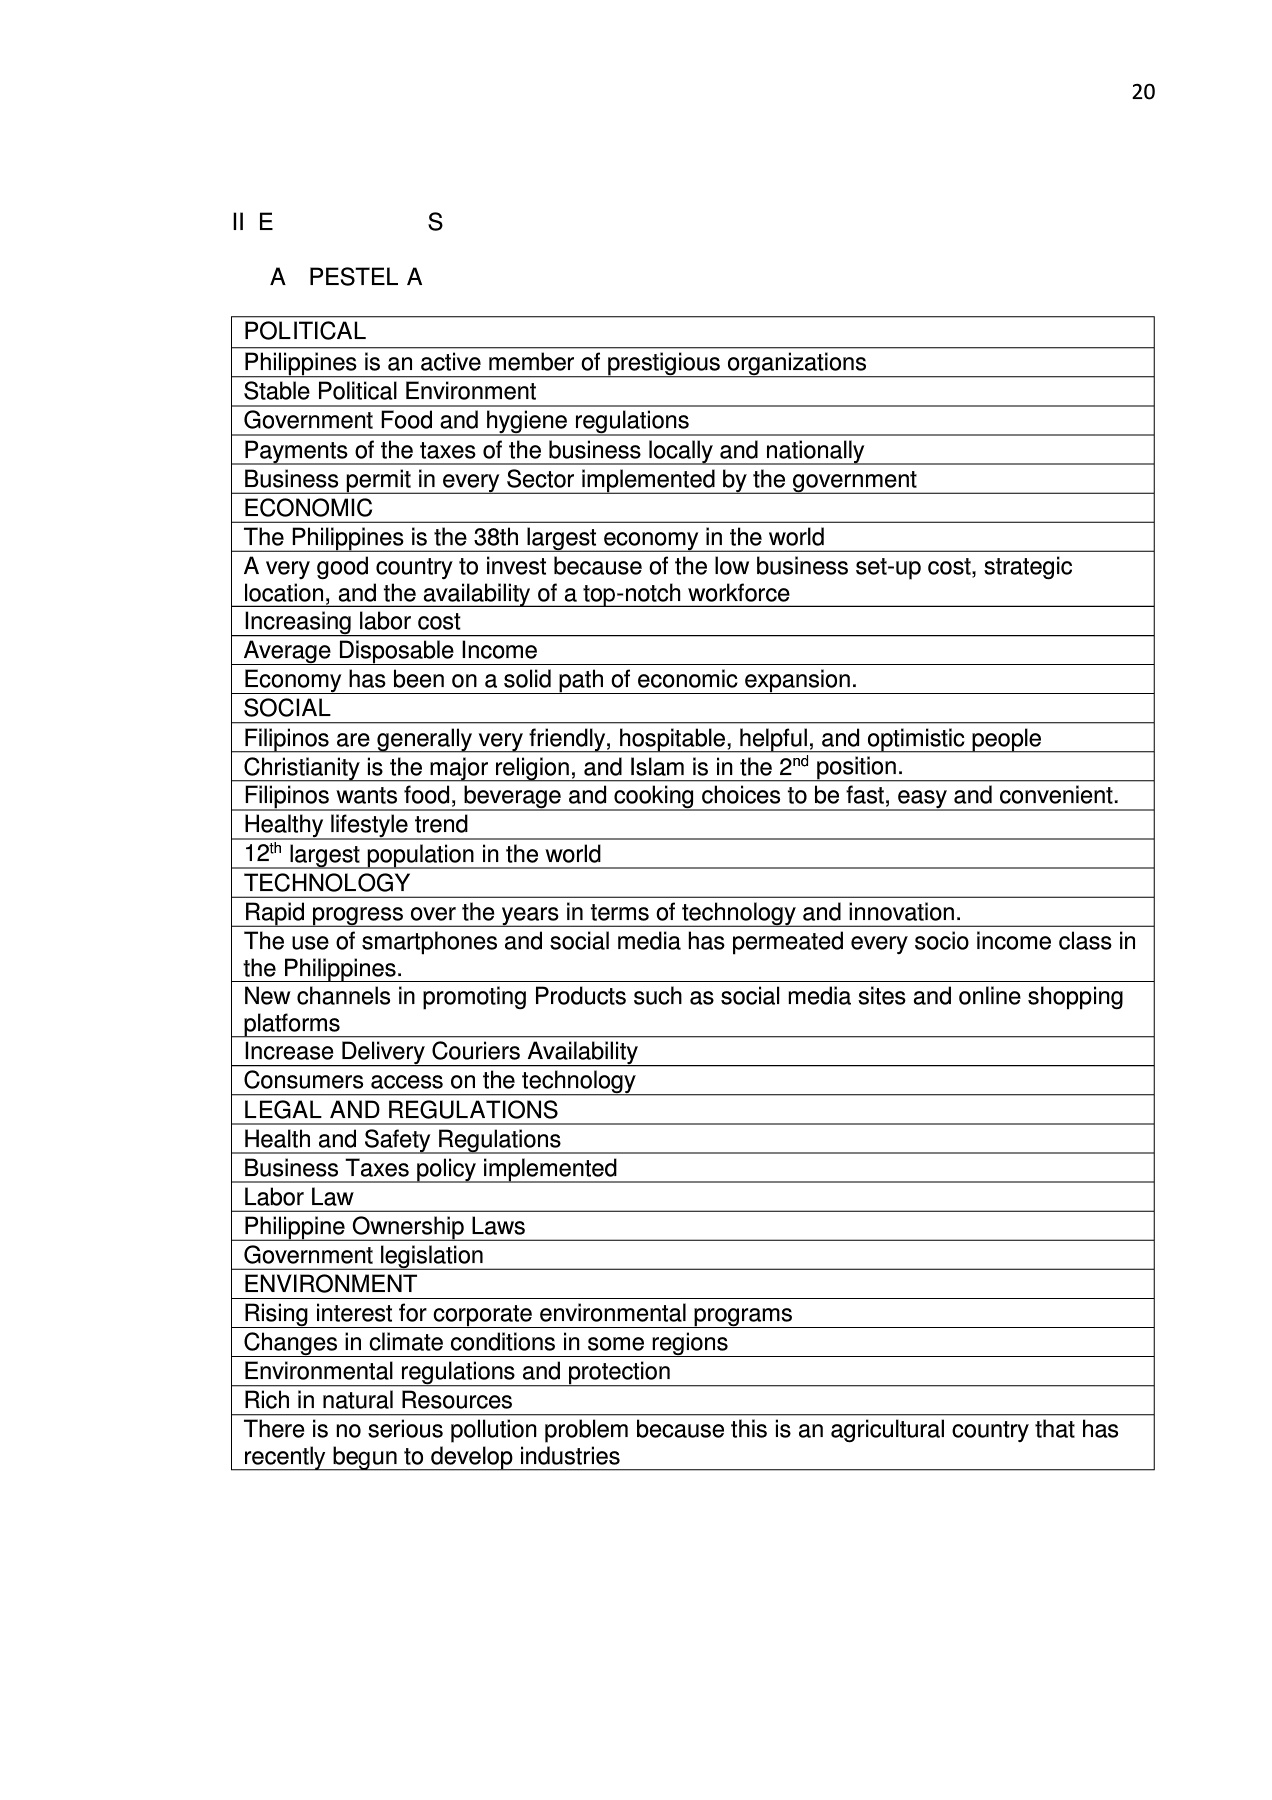 20
II E S
A PESTEL A
POLITICAL
Philippines is an active member of prestigious organizations
Stable Political Environment
Government Food and hygiene regulations
Payments of the taxes of the business locally and nationally
Business permit in every Sector implemented by the government
ECONOMIC
The Philippines is the 38th largest economy in the world
A very good country to invest because of the low business set-up cost, strategic
location, and the availability of a top-notch workforce
Increasing labor cost
Average Disposable Income
Economy has been on a solid path of economic expansion.
SOCIAL
Filipinos are generally very friendly, hospitable, helpful, and optimistic people
Christianity is the major religion, and Islam is in the 2nd position.
Filipinos wants food, beverage and cooking choices to be fast, easy and convenient.
Healthy lifestyle trend
12th largest population in the world
TECHNOLOGY
Rapid progress over the years in terms of technology and innovation.
The use of smartphones and social media has permeated every socio income class in
the Philippines.
New channels in promoting Products such as social media sites and online shopping
platforms
Increase Delivery Couriers Availability
Consumers access on the technology
LEGAL AND REGULATIONS
Health and Safety Regulations
Business Taxes policy implemented
Labor Law
Philippine Ownership Laws
Government legislation
ENVIRONMENT
Rising interest for corporate environmental programs
Changes in climate conditions in some regions
Environmental regulations and protection
Rich in natural Resources
There is no serious pollution problem because this is an agricultural country that has
recently begun to develop industries